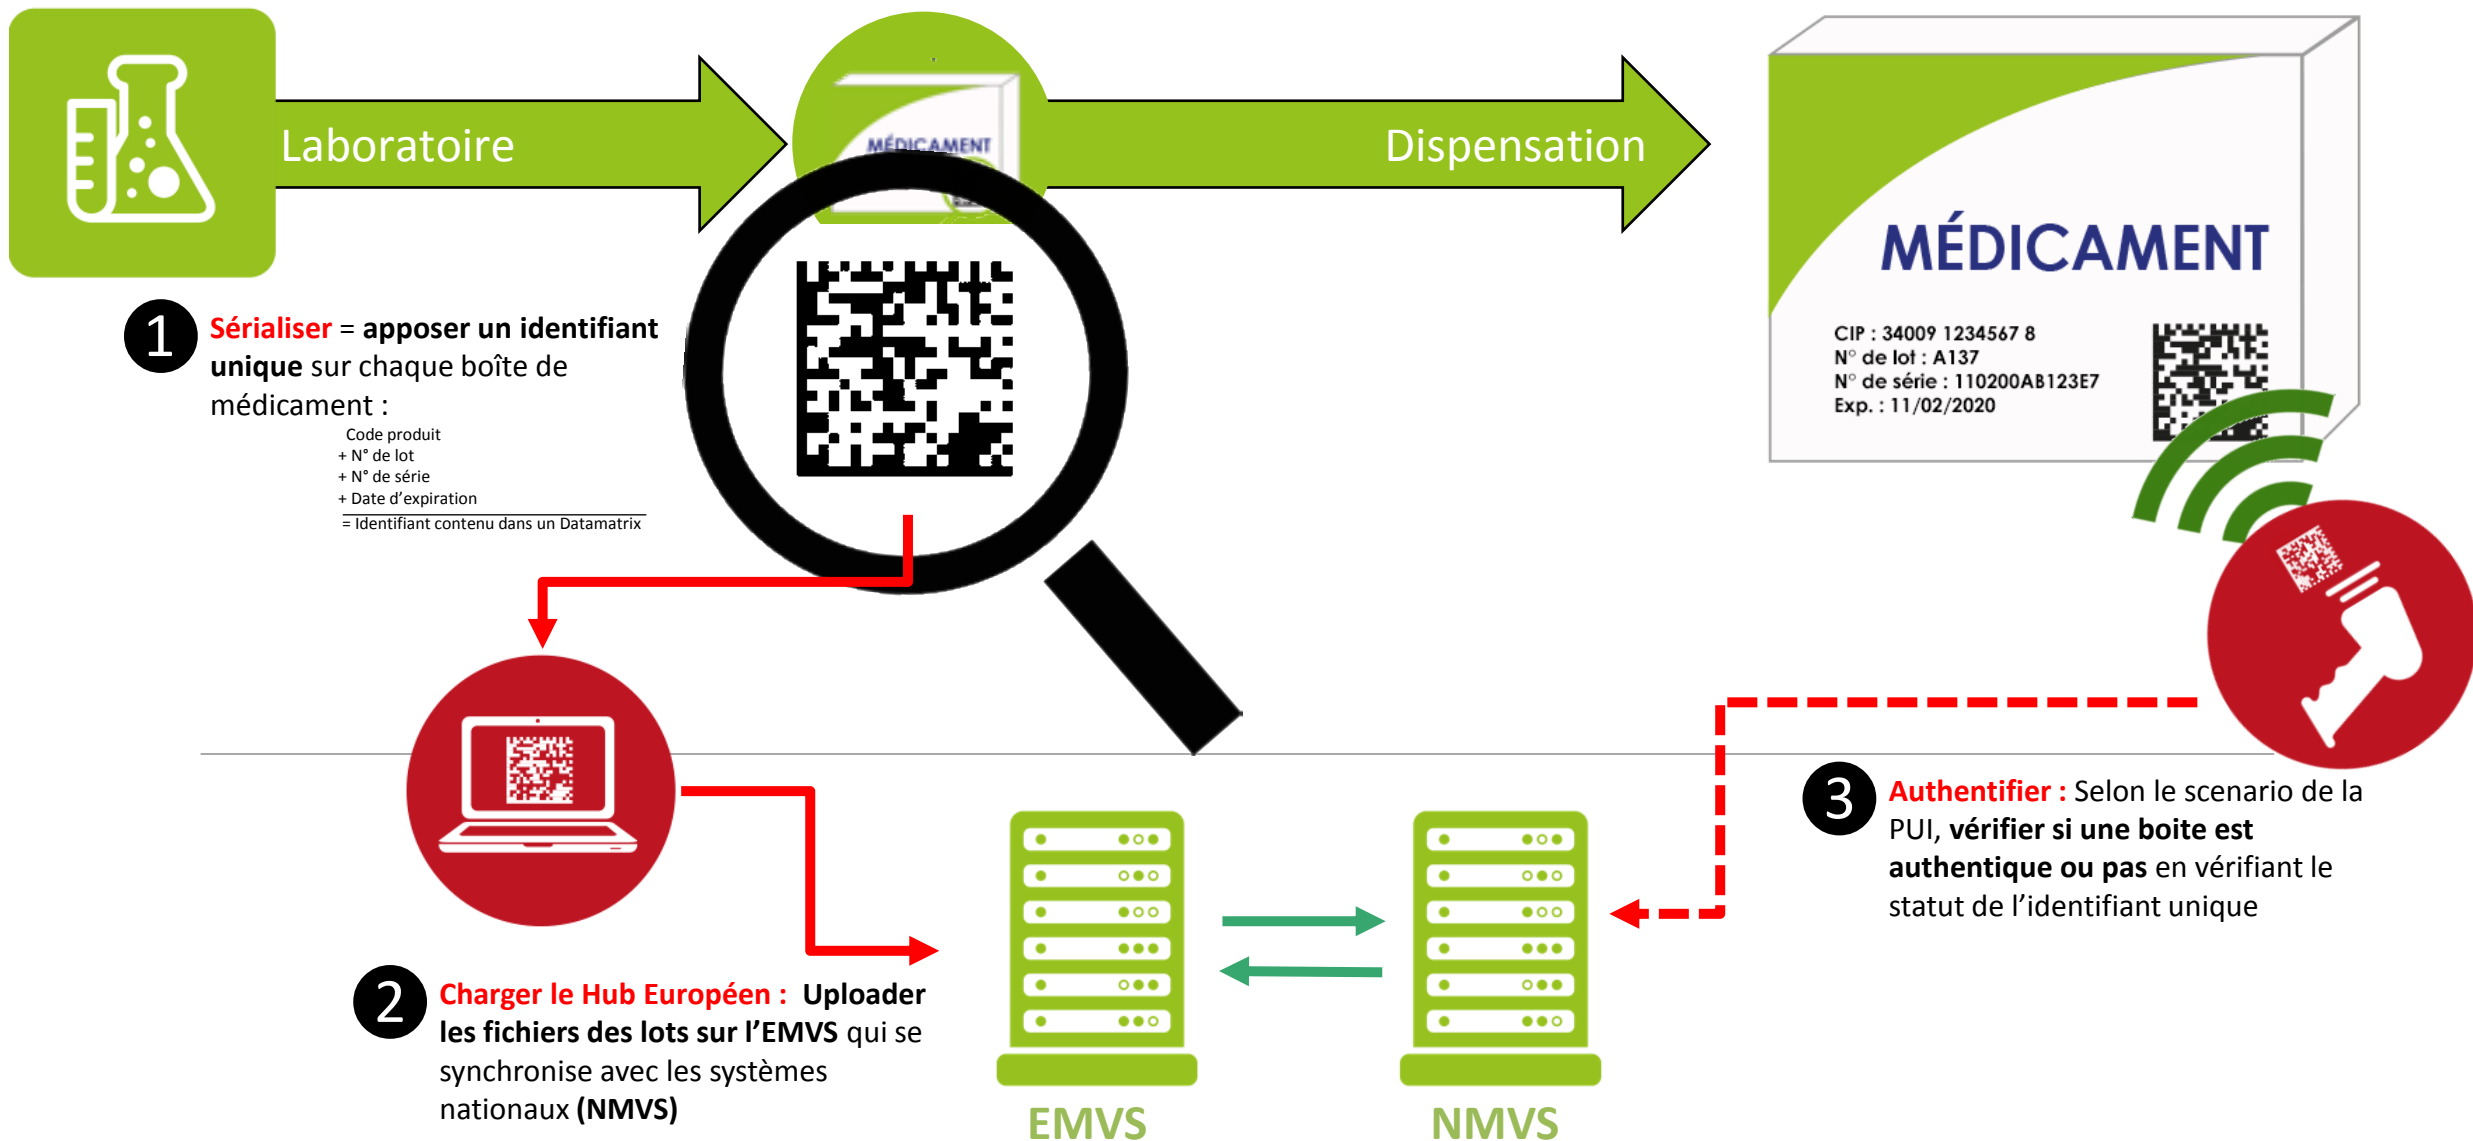 Laboratoire
MÉDICAMENT
Dispensation
MÉDICAMENT
CIP : 34009 1234567 8
N° de lot : A137
N° de série : 110200AB123E7
Exp. : 11/02/2020
1
Sérialiser = apposer un identifiant
unique sur chaque boîte de
médicament :
Code produit
+ N° de lot
+ N° de série
+ Date d’expiration
= Identifiant contenu dans un Datamatrix
2
Charger le Hub Européen : Uploader
les fichiers des lots sur l’EMVS qui se
synchronise avec les systèmes
nationaux (NMVS)
EMVS
NMVS
3
Authentifier : Selon le scenario de la
PUI, vérifier si une boite est
authentique ou pas en vérifiant le
statut de l’identifiant unique